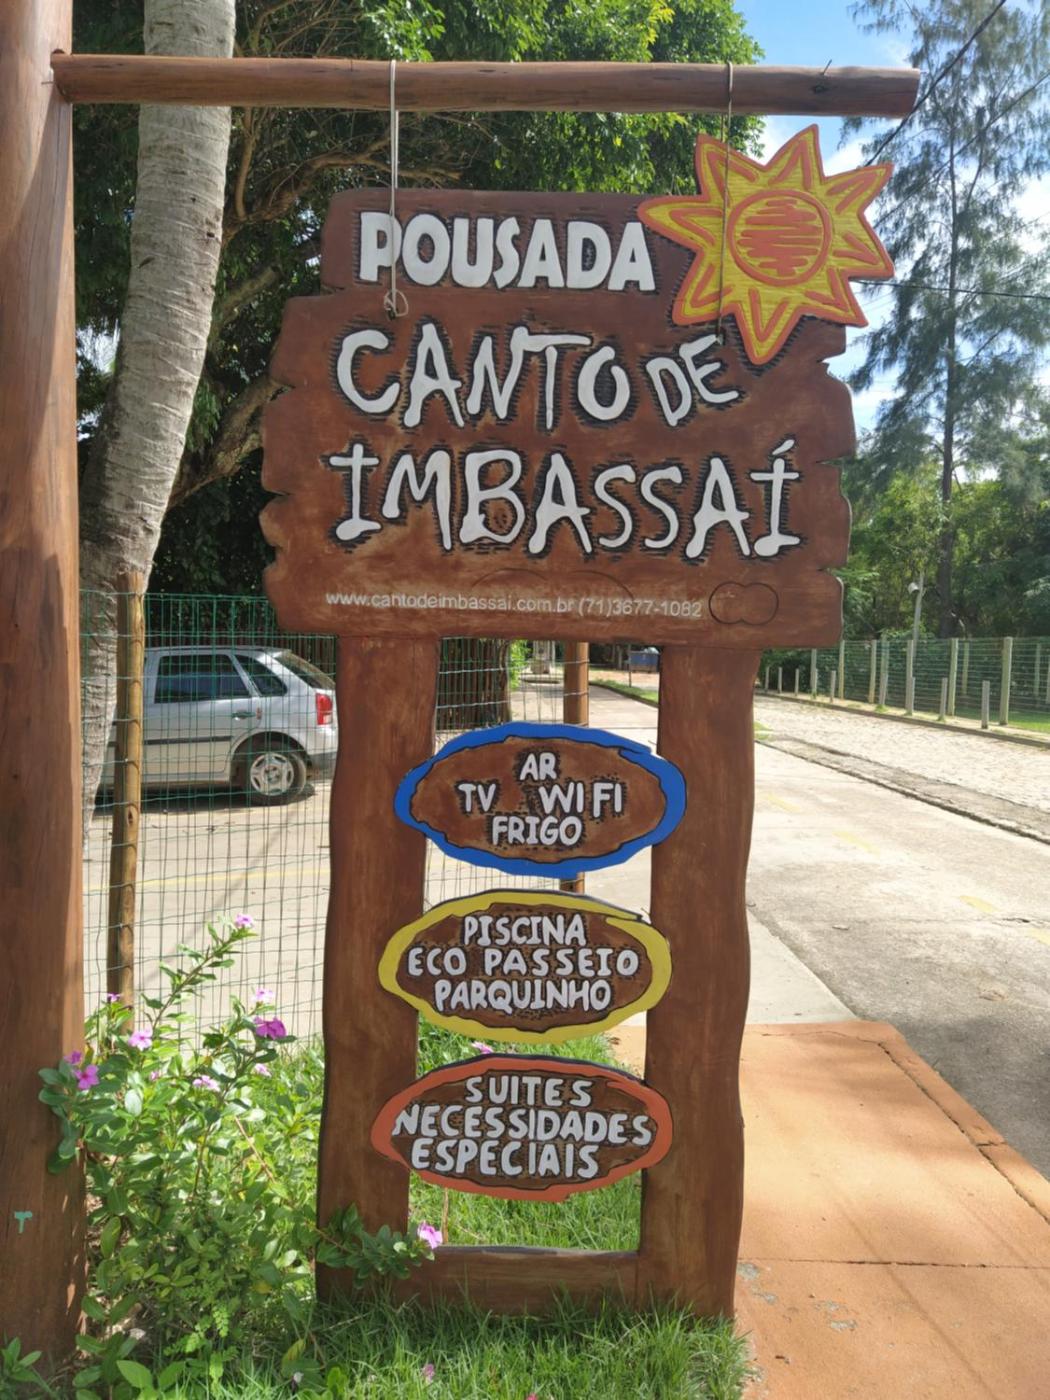 POUSADA
CANTO DE
IMBASSAÍ
www.cantodeimbassai.com.br (71)3677-1082
AR
TV WI FI
FRIGO
PISCINA
ECO PASSEIO
PARQUINHO
SUITES
NECESSIDADES
ESPECIAIS